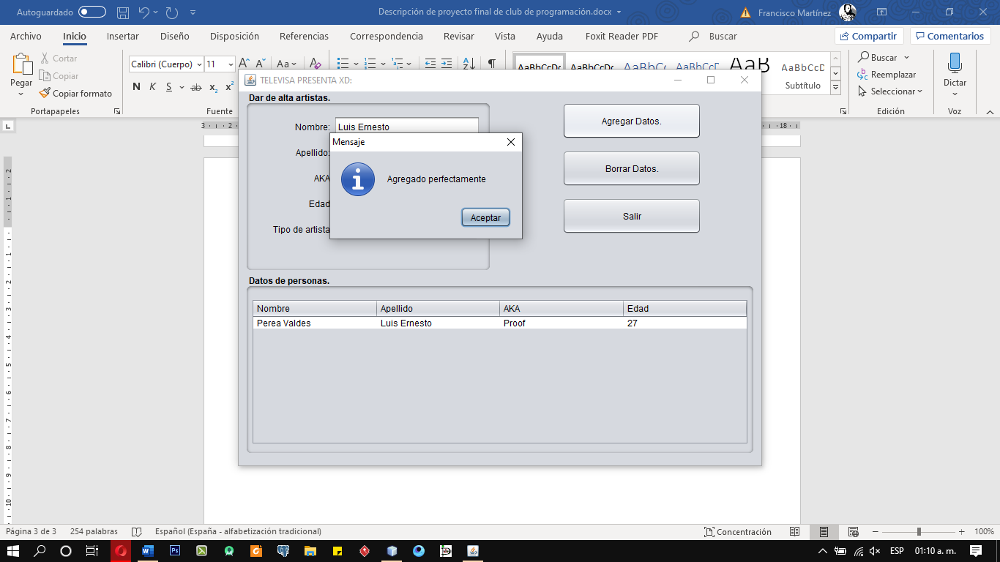 Autoguardado
Descripción de proyecto final de club de programación.docx
Francisco Martínez
Archivo Inicio Insertar Diseño Disposición Referencias Correspondencia Revisar Vista Ayuda Foxit Reader PDF Buscar Compartir Comentarios
Pegar
Cortar
Copiar
Copiar formato
Portapapeles
Calibri (Cuerpo) 11
N K S ab x₂ x²
Fuente
AaBbCcD
Subtítulo
Buscar
Reemplazar
Seleccionar
Edición
Dictar
Voz
TELEVISA PRESENTA XD:
Dar de alta artistas.
Nombre: Luis Ernesto
Apellido:
AKA
Edad
Tipo de artista
Agregar Datos.
Borrar Datos.
Salir
Mensaje
Agregado perfectamente
Aceptar
Datos de personas.
Nombre Apellido AKA Edad
Perea Valdes Luis Ernesto Proof 27
Página 3 de 3 254 palabras Español (España - alfabetización tradicional) Concentración 100%
ESP 01:10 a. m.